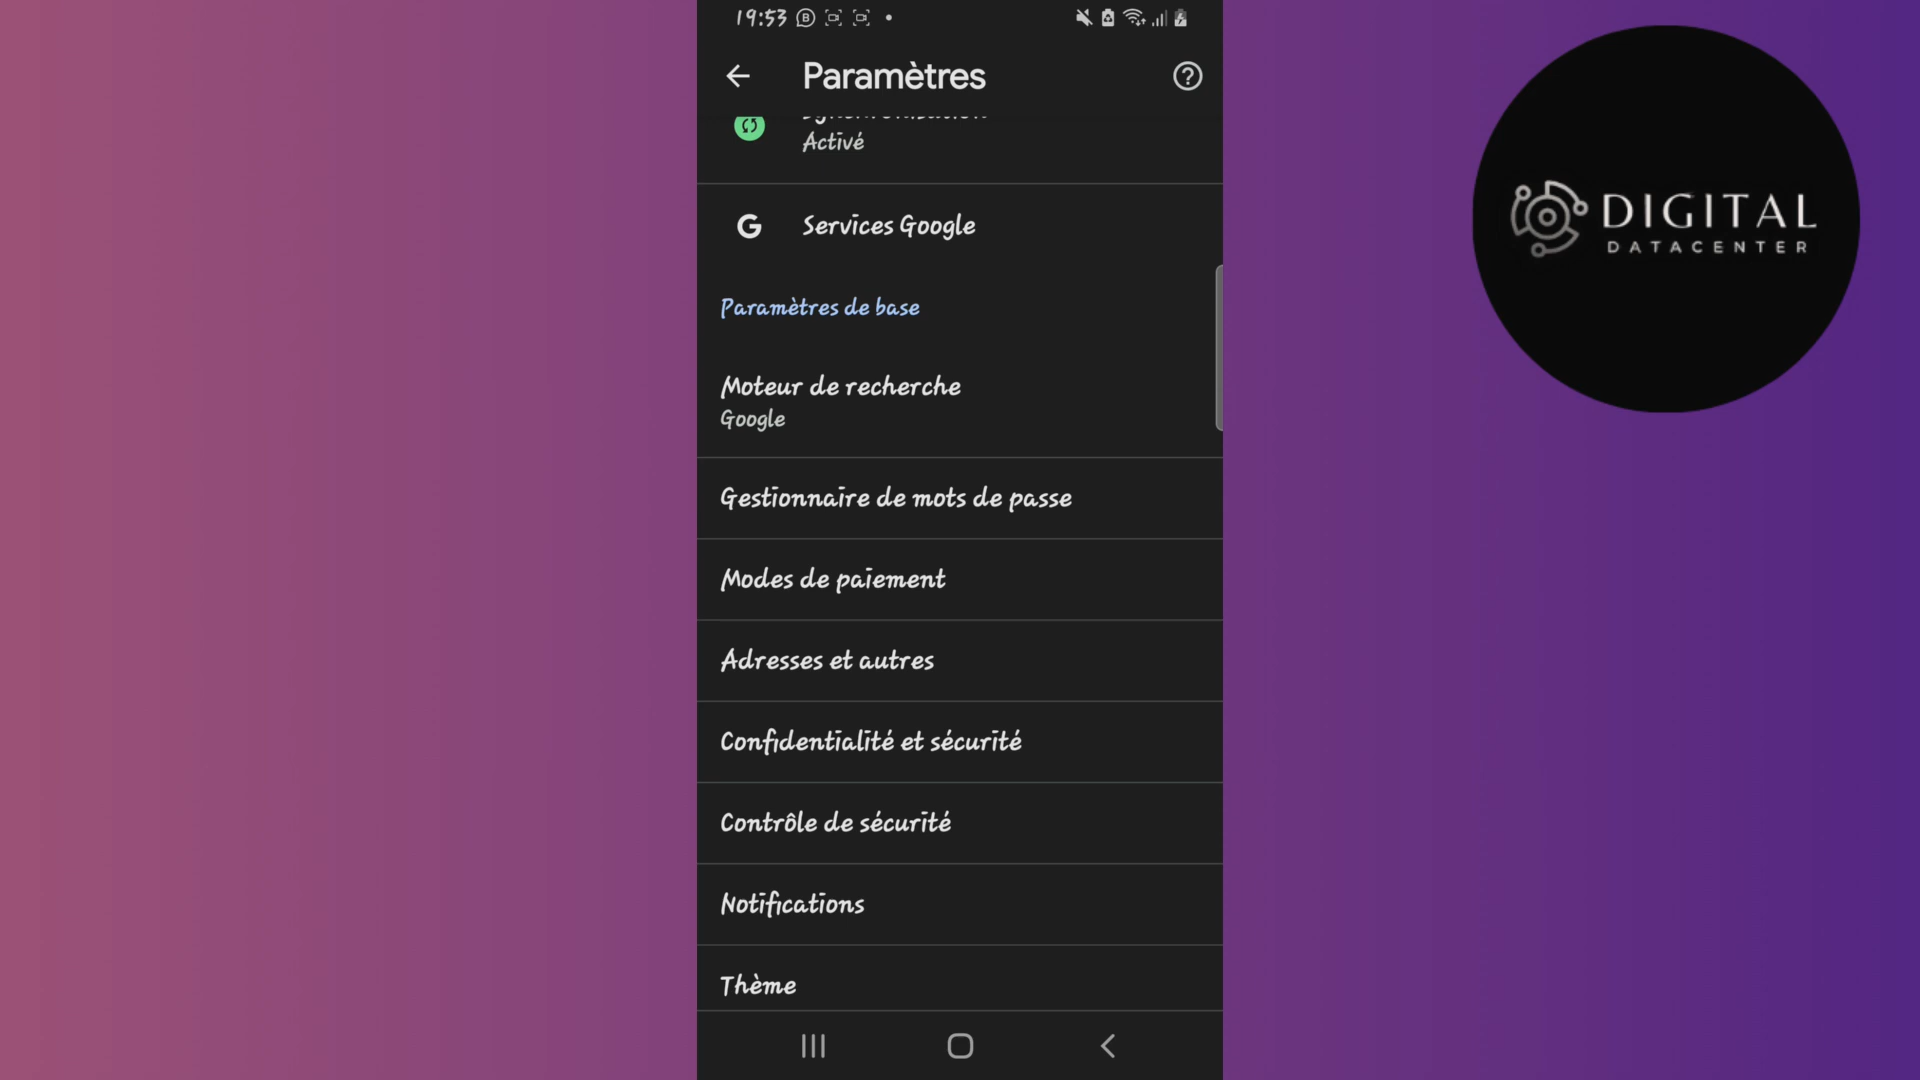 19:53
Paramètres
Activé
Services Google
Paramètres de base
Moteur de recherche
Google
Gestionnaire de mots de passe
Modes de paiement
Adresses et autres
Confidentialité et sécurité
Contrôle de sécurité
Notifications
Thème
DIGITAL
DATACENTER